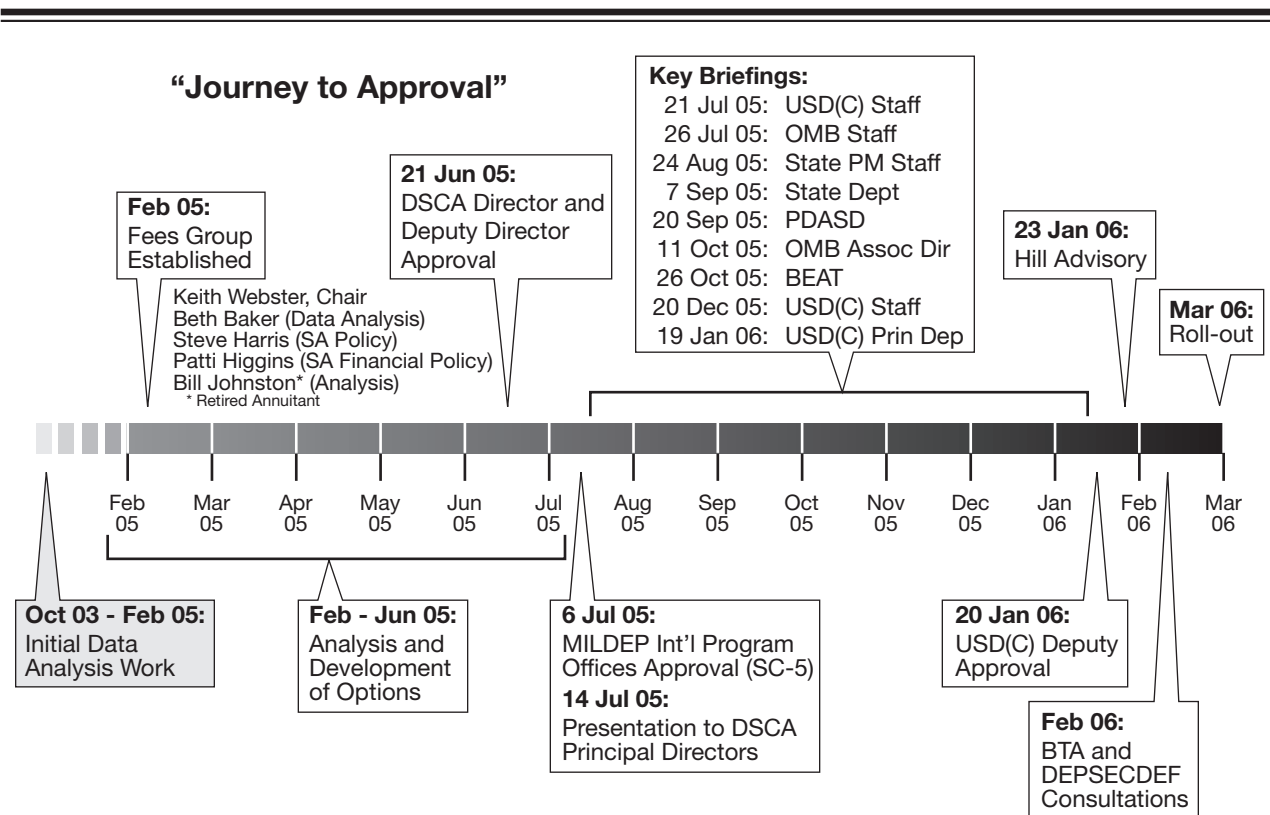 “Journey to Approval”
Key Briefings:
21 Jul 05: USD(C) Staff
26 Jul 05: OMB Staff
24 Aug 05: State PM Staff
7 Sep 05: State Dept
20 Sep 05: PDASD
11 Oct 05: OMB Assoc Dir
26 Oct 05: BEAT
20 Dec 05: USD(C) Staff
19 Jan 06: USD(C) Prin Dep
Feb 05:
Fees Group
Established
Keith Webster, Chair
Beth Baker (Data Analysis)
Steve Harris (SA Policy)
Patti Higgins (SA Financial Policy)
Bill Johnston* (Analysis)
* Retired Annuitant
21 Jun 05:
DSCA Director and
Deputy Director
Approval
23 Jan 06:
Hill Advisory
Mar 06:
Roll-out
Feb Mar Apr May Jun Jul Aug Sep Oct Nov Dec Jan Feb Mar
05 05 05 05 05 05 05 05 05 05 05 06 06 06
Oct 03 - Feb 05:
Initial Data
Analysis Work
Feb - Jun 05:
Analysis and
Development
of Options
6 Jul 05:
MILDEP Int’l Program
Offices Approval (SC-5)
14 Jul 05:
Presentation to DSCA
Principal Directors
20 Jan 06:
USD(C) Deputy
Approval
Feb 06:
BTA and
DEPSECDEF
Consultations